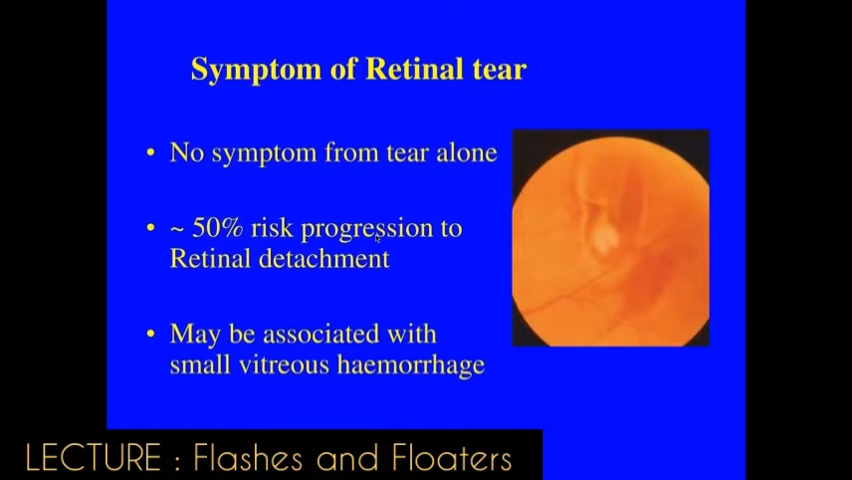 Symptom of Retinal tear
• No symptom from tear alone
• ~ 50% risk progression to
Retinal detachment
• May be associated with
small vitreous haemorrhage
LECTURE : Flashes and Floaters